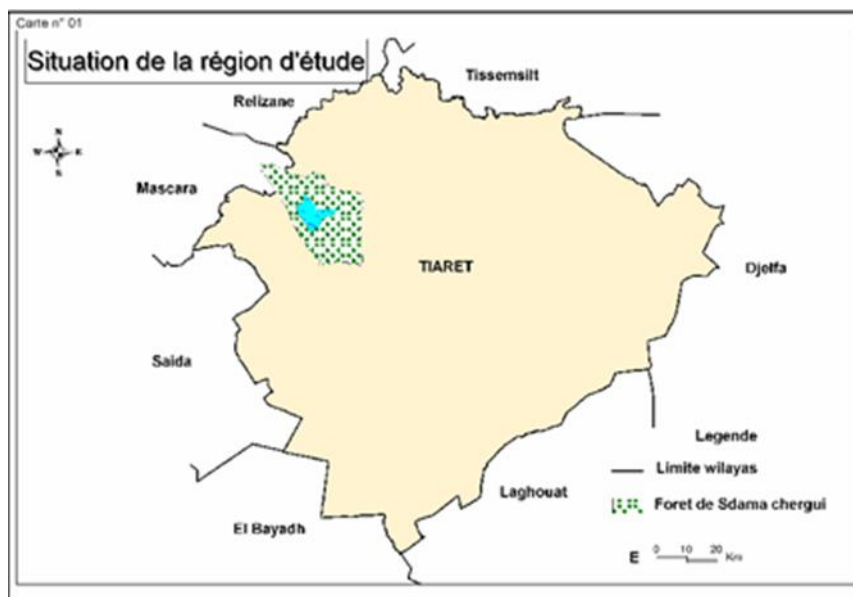 Carte n° 01
Situation de la région d'étude
Tissemsilt
Relizane
N
W E
S
Mascara
TIARET
Djelfa
Saida
Legende
Limite wilayas
Laghouat
Foret de Sdama chergui
El Bayadh
E 0 10 20 Km